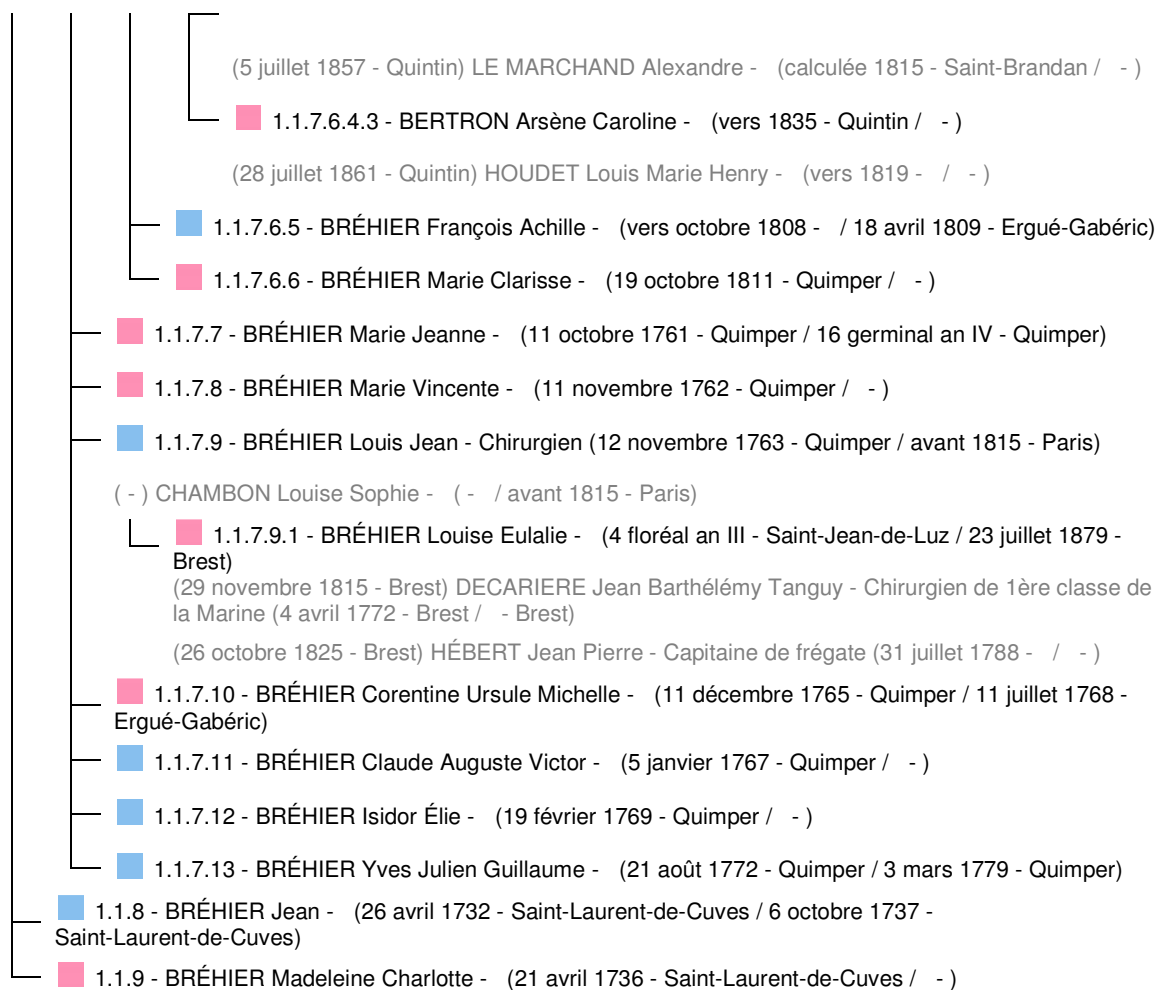 (5 juillet 1857 - Quintin) LE MARCHAND Alexandre - (calculée 1815 - Saint-Brandan / - )
1.1.7.6.4.3 - BERTRON Arsène Caroline - (vers 1835 - Quintin / - )
(28 juillet 1861 - Quintin) HOUDET Louis Marie Henry - (vers 1819 - / - )
1.1.7.6.5 - BRÉHIER François Achille - (vers octobre 1808 - / 18 avril 1809 - Ergué-Gabéric)
1.1.7.6.6 - BRÉHIER Marie Clarisse - (19 octobre 1811 - Quimper / - )
1.1.7.7 - BRÉHIER Marie Jeanne - (11 octobre 1761 - Quimper / 16 germinal an IV - Quimper)
1.1.7.8 - BRÉHIER Marie Vincente - (11 novembre 1762 - Quimper / - )
1.1.7.9 - BRÉHIER Louis Jean - Chirurgien (12 novembre 1763 - Quimper / avant 1815 - Paris)
( - ) CHAMBON Louise Sophie - ( - / avant 1815 - Paris)
1.1.7.9.1 - BRÉHIER Louise Eulalie - (4 floréal an III - Saint-Jean-de-Luz / 23 juillet 1879 -
Brest)
(29 novembre 1815 - Brest) DECARIERE Jean Barthélémy Tanguy - Chirurgien de 1ère classe de
la Marine (4 avril 1772 - Brest / - Brest)
(26 octobre 1825 - Brest) HÉBERT Jean Pierre - Capitaine de frégate (31 juillet 1788 - / - )
1.1.7.10 - BRÉHIER Corentine Ursule Michelle - (11 décembre 1765 - Quimper / 11 juillet 1768 -
Ergué-Gabéric)
1.1.7.11 - BRÉHIER Claude Auguste Victor - (5 janvier 1767 - Quimper / - )
1.1.7.12 - BRÉHIER Isidor Élie - (19 février 1769 - Quimper / - )
1.1.7.13 - BRÉHIER Yves Julien Guillaume - (21 août 1772 - Quimper / 3 mars 1779 - Quimper)
1.1.8 - BRÉHIER Jean - (26 avril 1732 - Saint-Laurent-de-Cuves / 6 octobre 1737 -
Saint-Laurent-de-Cuves)
1.1.9 - BRÉHIER Madeleine Charlotte - (21 avril 1736 - Saint-Laurent-de-Cuves / - )